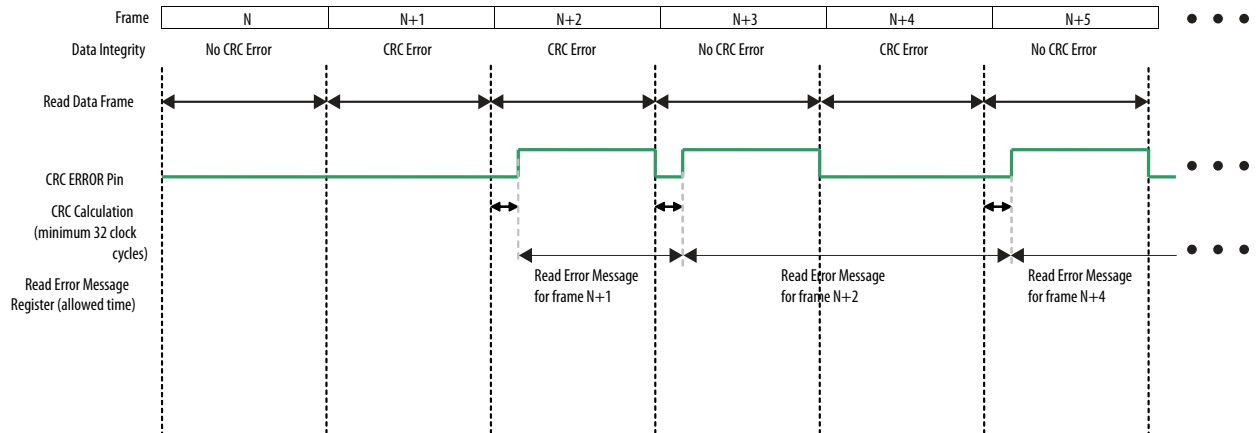 Frame N N+1 N+2 N+3 N+4 N+5
Data Integrity No CRC Error CRC Error CRC Error No CRC Error CRC Error No CRC Error
Read Data Frame
CRC ERROR Pin
CRC Calculation
(minimum 32 clock
cycles)
Read Error Message
Register (allowed time)
Read Error Message
for frame N+1
Read Error Message
for frame N+2
Read Error Message
for frame N+4